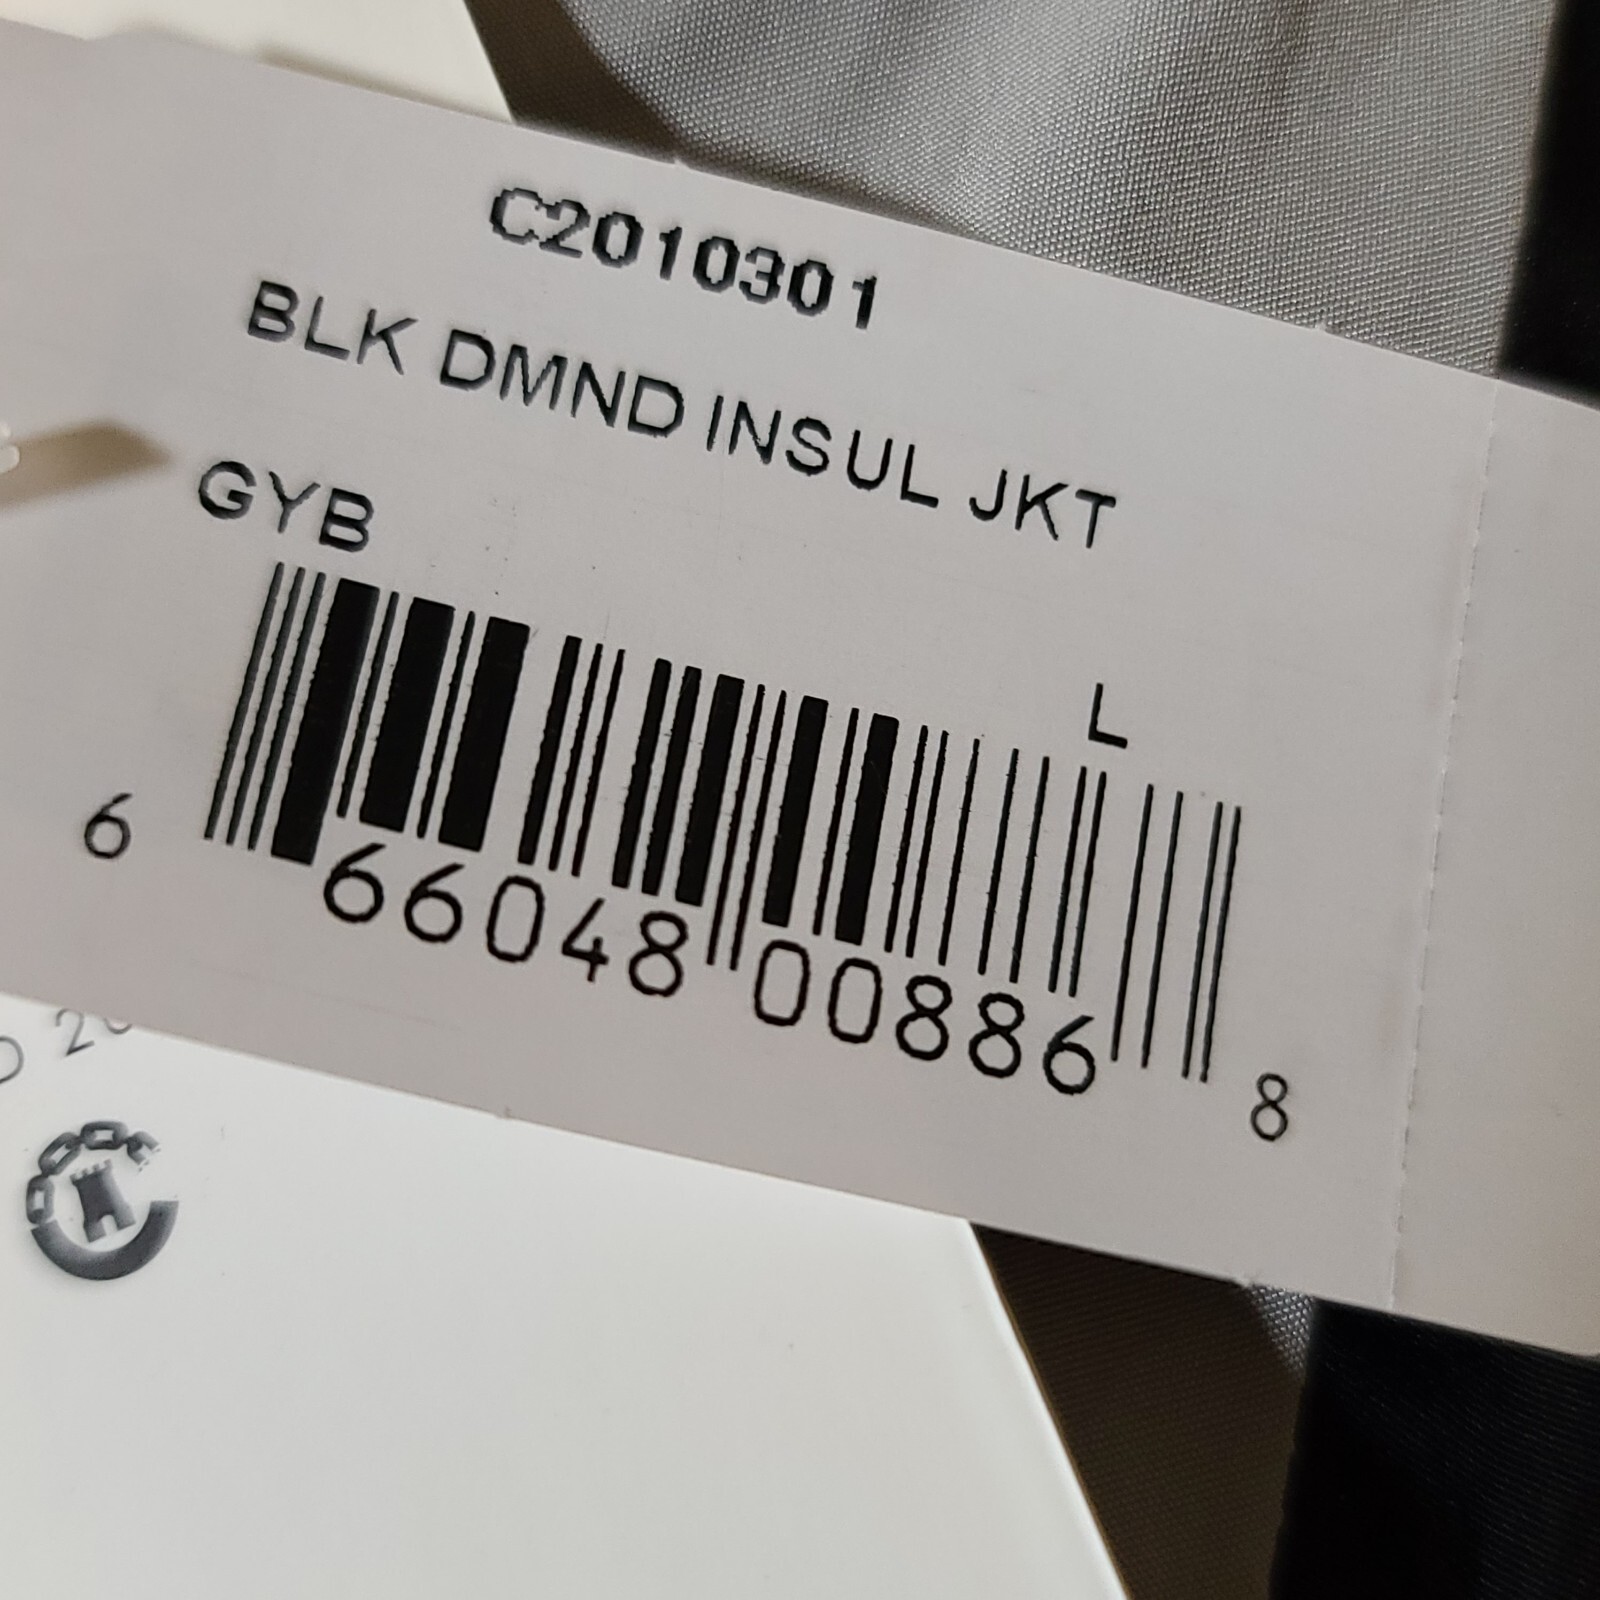 C2010301
BLK DMND INSUL JKT
GYB
L
6 66048 00886 8